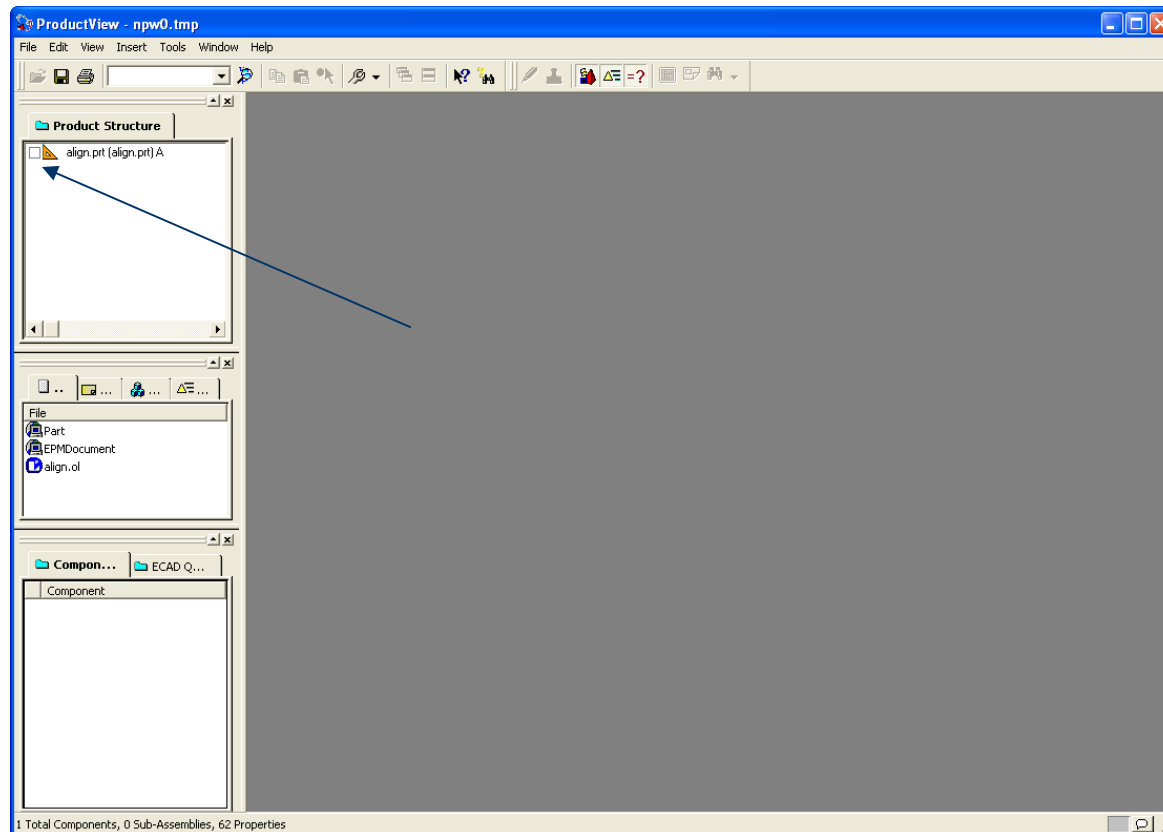 ProductView - npw0.tmp
File Edit View Insert Tools Window Help
=?
Product Structure
align.prt (align.prt) A
.. ... ... ...
File
Part
EPMDocument
align.ol
Compon... ECAD Q...
Component
1 Total Components, 0 Sub-Assemblies, 62 Properties